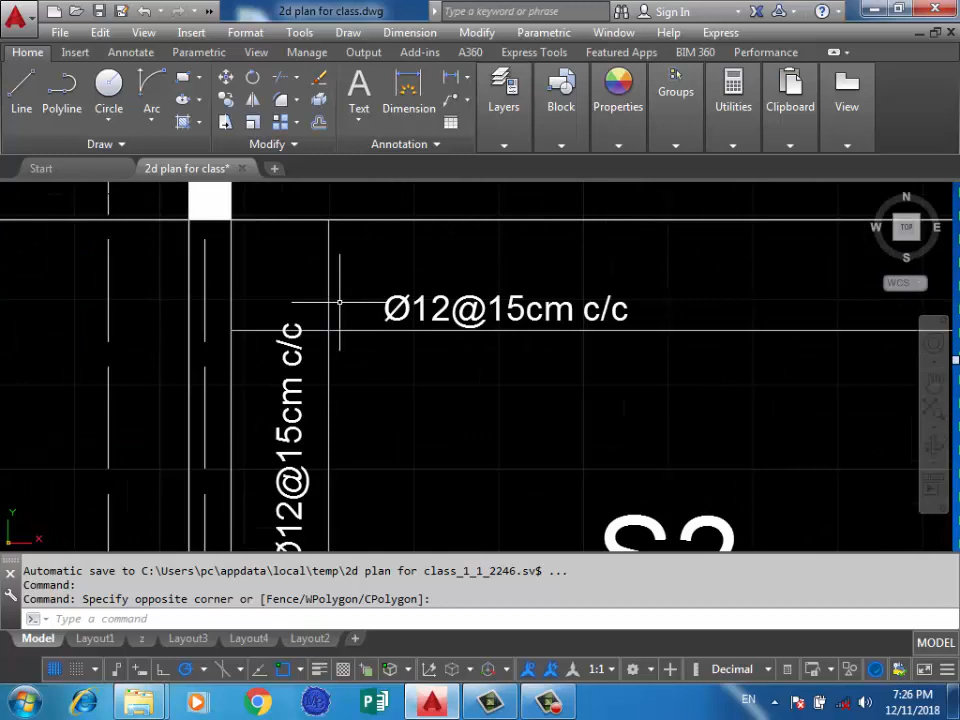 2d plan for class.dwg
Type a keyword or phrase
Sign In
File Edit View Insert Format Tools Draw Dimension Modify Parametric Window Help Express
Home Insert Annotate Parametric View Manage Output Add-ins A360 Express Tools Featured Apps BIM 360 Performance
Line Polyline Circle Arc Text Dimension Layers Block Properties Groups Utilities Clipboard View
Draw Modify Annotation
Start 2d plan for class*
N
W TOP E
S
WCS
Ø12@15cm c/c
Ø12@15cm c/c
S2
Y
X
Automatic save to C:\Users\pc\appdata\local\temp\2d plan for class_1_1_2246.sv$ ...
Command:
Command: Specify opposite corner or [Fence/WPolygon/CPolygon]:
Type a command
Model Layout1 z Layout3 Layout4 Layout2
MODEL
1:1 Decimal
EN
7:26 PM
12/11/2018